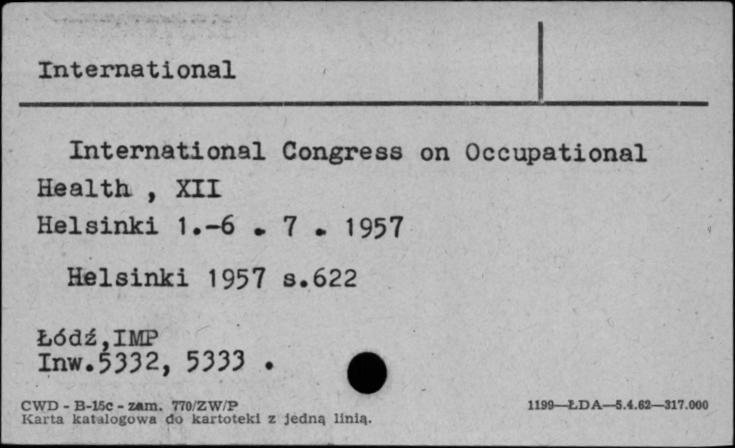 International
International Congress on Occupational
Health , XII
Helsinki 1.-6 . 7 . 1957
Helsinki 1957 s.622
Łódź,IMP
Inw.5332, 5333 .
CWD - B-15c - zam. 770/ZW/P
1199—ŁDA—5.4.62—317.000
Karta katalogowa do kartoteki z jedną linią.